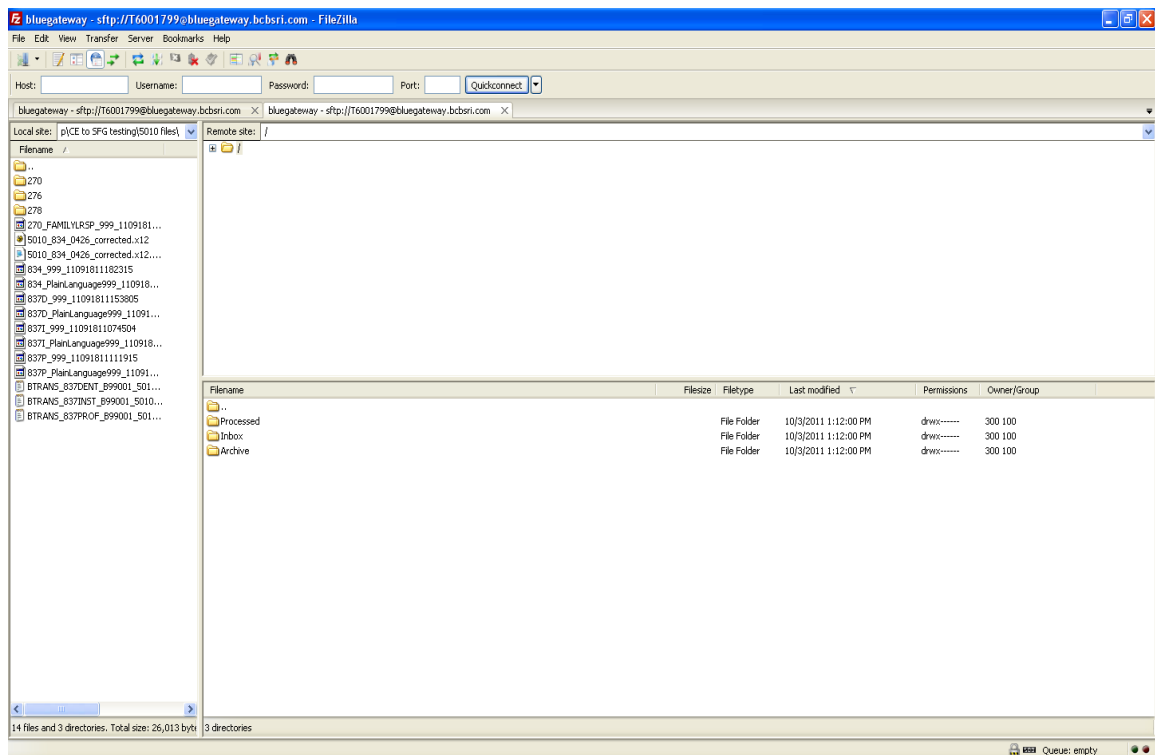 bluegateway - sftp://T6001799@bluegateway.bcbsri.com - FileZilla
File Edit View Transfer Server Bookmarks Help
Host: Username: Password: Port: Quickconnect
bluegateway - sftp://T6001799@bluegateway.bcbsri.com bluegateway - sftp://T6001799@bluegateway.bcbsri.com
Local site: p\CE to SFG testing\5010 files\
Remote site: /
Filename
..
270
276
278
270_FAMILYLRSP_999_1109181...
5010_834_0426_corrected.x12
5010_834_0426_corrected.x12....
834_999_11091811182315
834_PlainLanguage999_110918...
837D_999_11091811153805
837D_PlainLanguage999_11091...
837I_999_11091811074504
837I_PlainLanguage999_110918...
837P_999_11091811111915
837P_PlainLanguage999_11091...
BTRANS_837DENT_B99001_501...
BTRANS_837INST_B99001_5010...
BTRANS_837PROF_B99001_501...
14 files and 3 directories. Total size: 26,013 byte
/
Filename Filesize Filetype Last modified Permissions Owner/Group
..
Processed File Folder 10/3/2011 1:12:00 PM drwx------ 300 100
Inbox File Folder 10/3/2011 1:12:00 PM drwx------ 300 100
Archive File Folder 10/3/2011 1:12:00 PM drwx------ 300 100
3 directories
Queue: empty